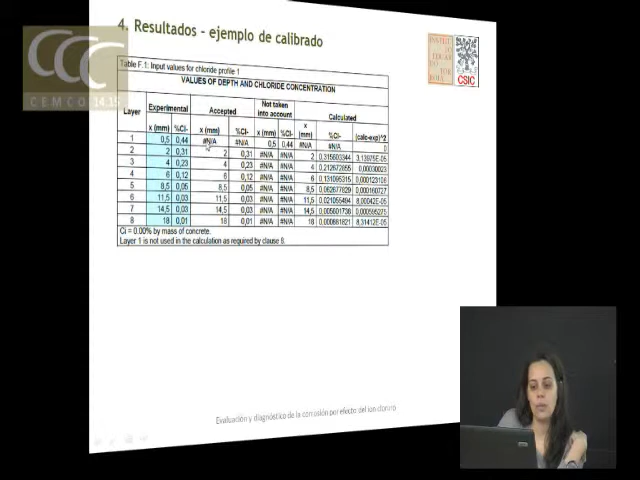 4. Resultados - ejemplo de calibrado
CCC
CEMCO 14.15
CSIC
Table F.1: Input values for chloride profile 1
VALUES OF DEPTH AND CHLORIDE CONCENTRATION
Layer Experimental Accepted Not taken into account Calculated
x (mm) %Cl- x (mm) %Cl- x (mm) %Cl- x (mm) %Cl- (calc-exp)^2
1 0,5 0,44 #N/A #N/A 0,5 0,44 #N/A #N/A 0
2 2 0,31 2 0,31 #N/A #N/A 2 0.315603344 3,13975E-05
3 4 0,23 4 0,23 #N/A #N/A 4 0.212672655 0,00030023
4 6 0,12 6 0,12 #N/A #N/A 6 0.131095315 0,000123106
5 8,5 0,05 8,5 0,05 #N/A #N/A 8,5 0.062677829 0,000160727
6 11,5 0,03 11,5 0,03 #N/A #N/A 11,5 0.021055494 8,00042E-05
7 14,5 0,03 14,5 0,03 #N/A #N/A 14,5 0.005601736 0,000595275
8 18 0,01 18 0,01 #N/A #N/A 18 0.000881821 8,31412E-05
Ci = 0.00% by mass of concrete.
Layer 1 is not used in the calculation as required by clause 8.
Evaluación y diagnóstico de la corrosión por efecto del ion cloruro